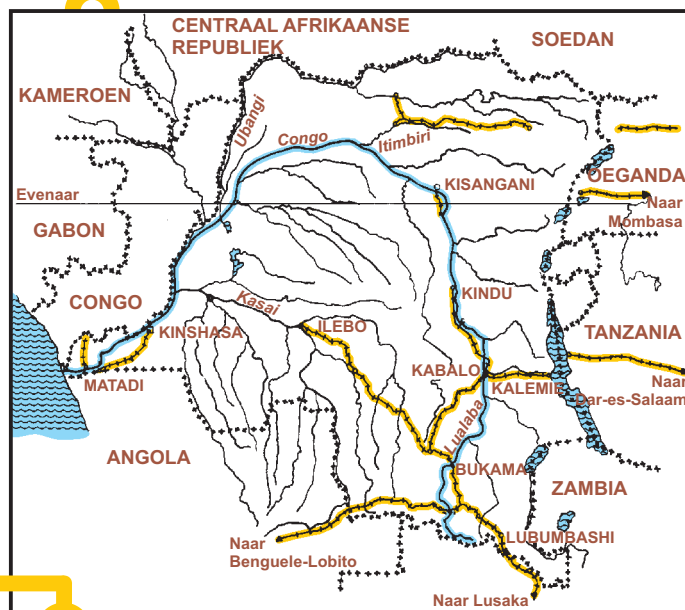 CENTRAAL AFRIKAANSE
REPUBLIEK
SOEDAN
KAMEROEN
Ubangi
Congo
Itimbiri
OEGANDA
KISANGANI
Evenaar
Naar
Mombasa
GABON
CONGO
Kasai
KINDU
KINSHASA
ILEBO
TANZANIA
MATADI
KABALO
KALEMIE
Naar
Dar-es-Salaam
Lualaba
ANGOLA
BUKAMA
ZAMBIA
LUBUMBASHI
Naar
Benguele-Lobito
Naar Lusaka